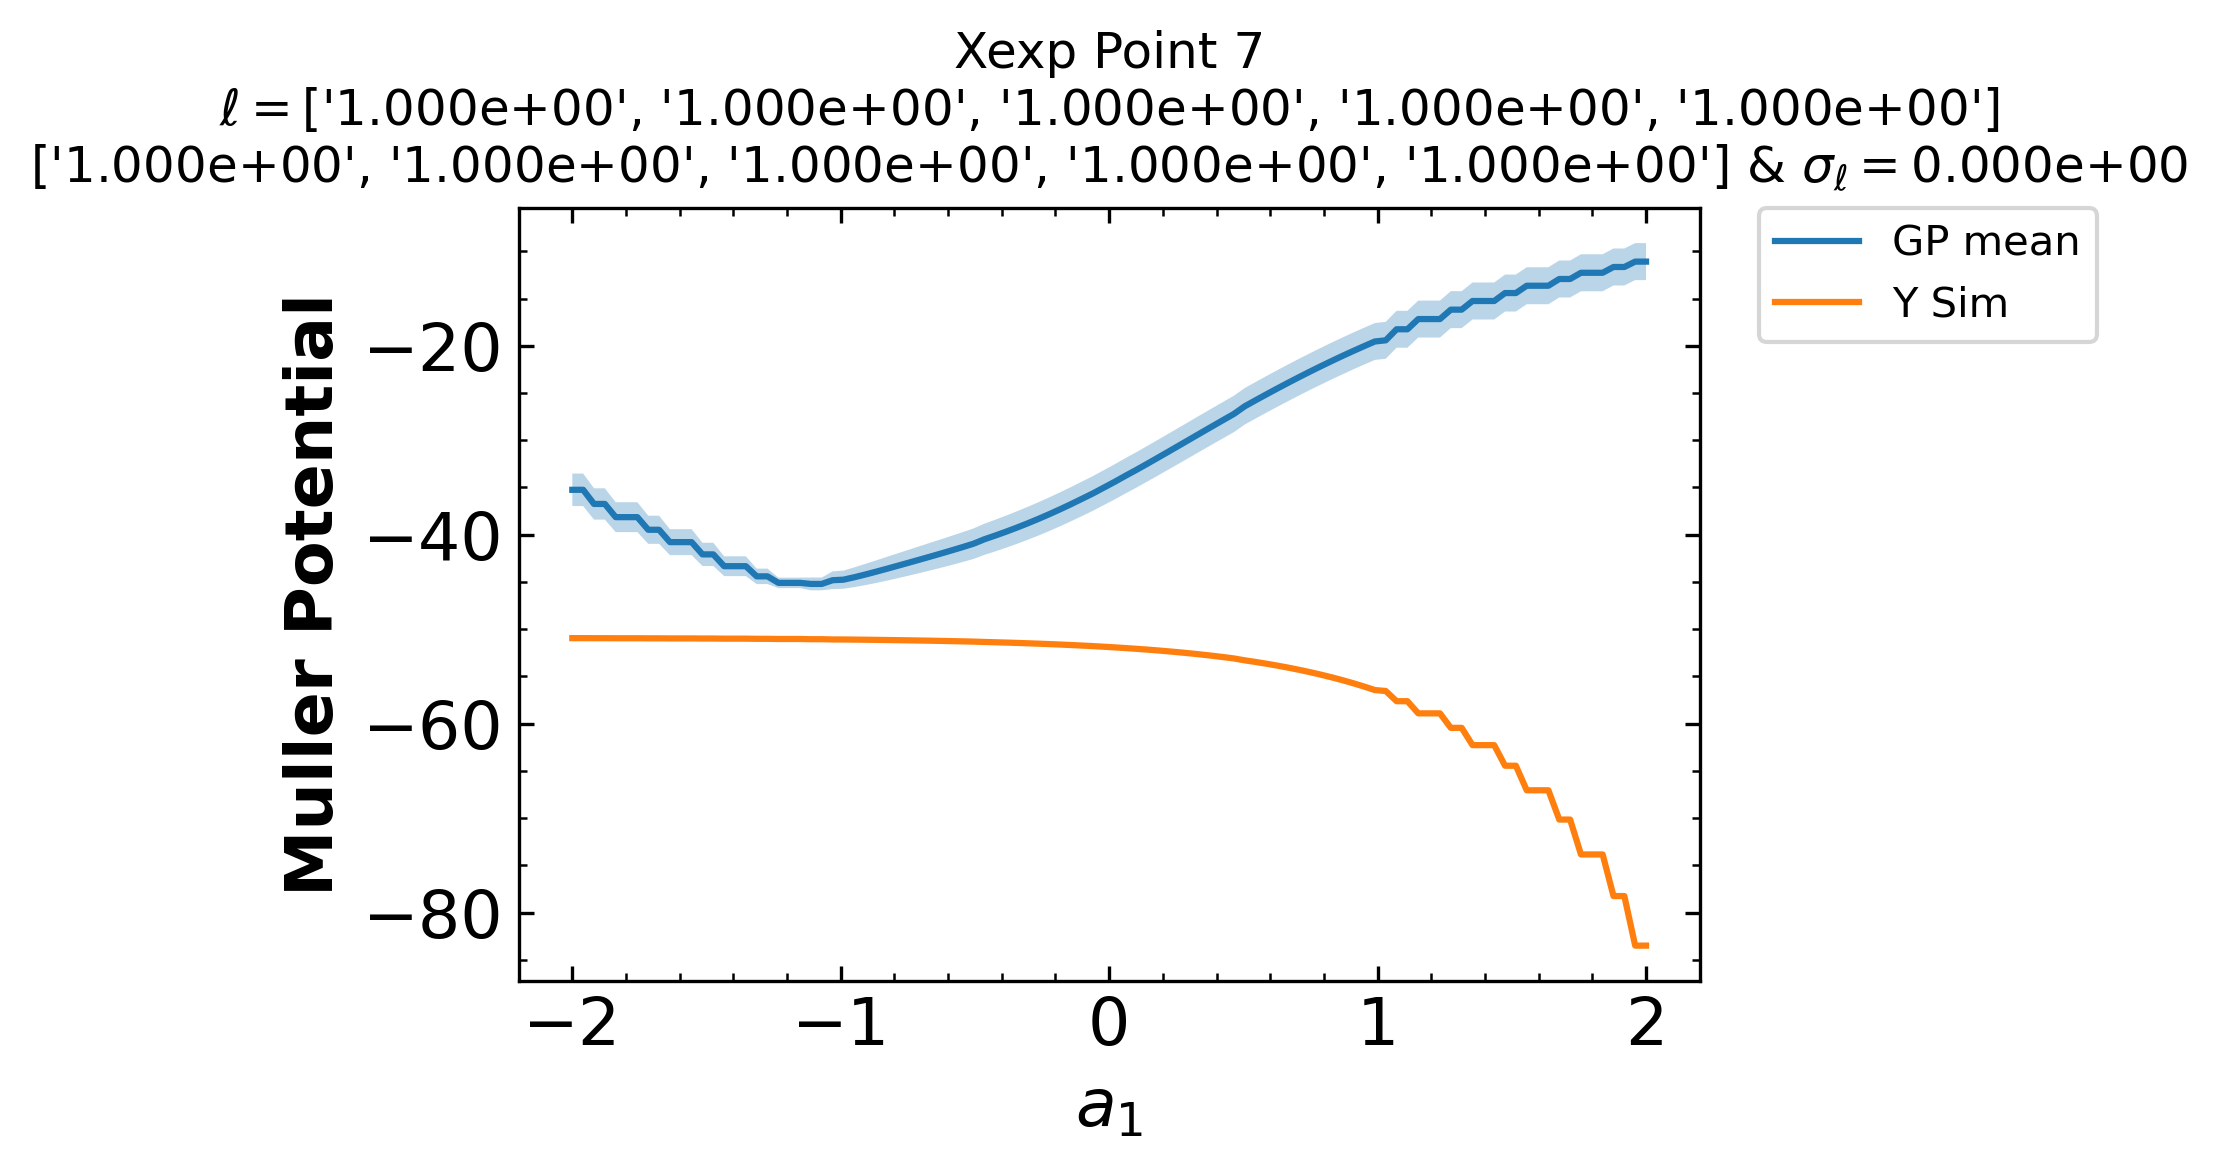 Xexp Point 7
ℓ = ['1.000e+00', '1.000e+00', '1.000e+00', '1.000e+00', '1.000e+00']
['1.000e+00', '1.000e+00', '1.000e+00', '1.000e+00', '1.000e+00'] & σ_ℓ = 0.000e+00
GP mean
Y Sim
Muller Potential
−20
−40
−60
−80
−2 −1 0 1 2
a₁